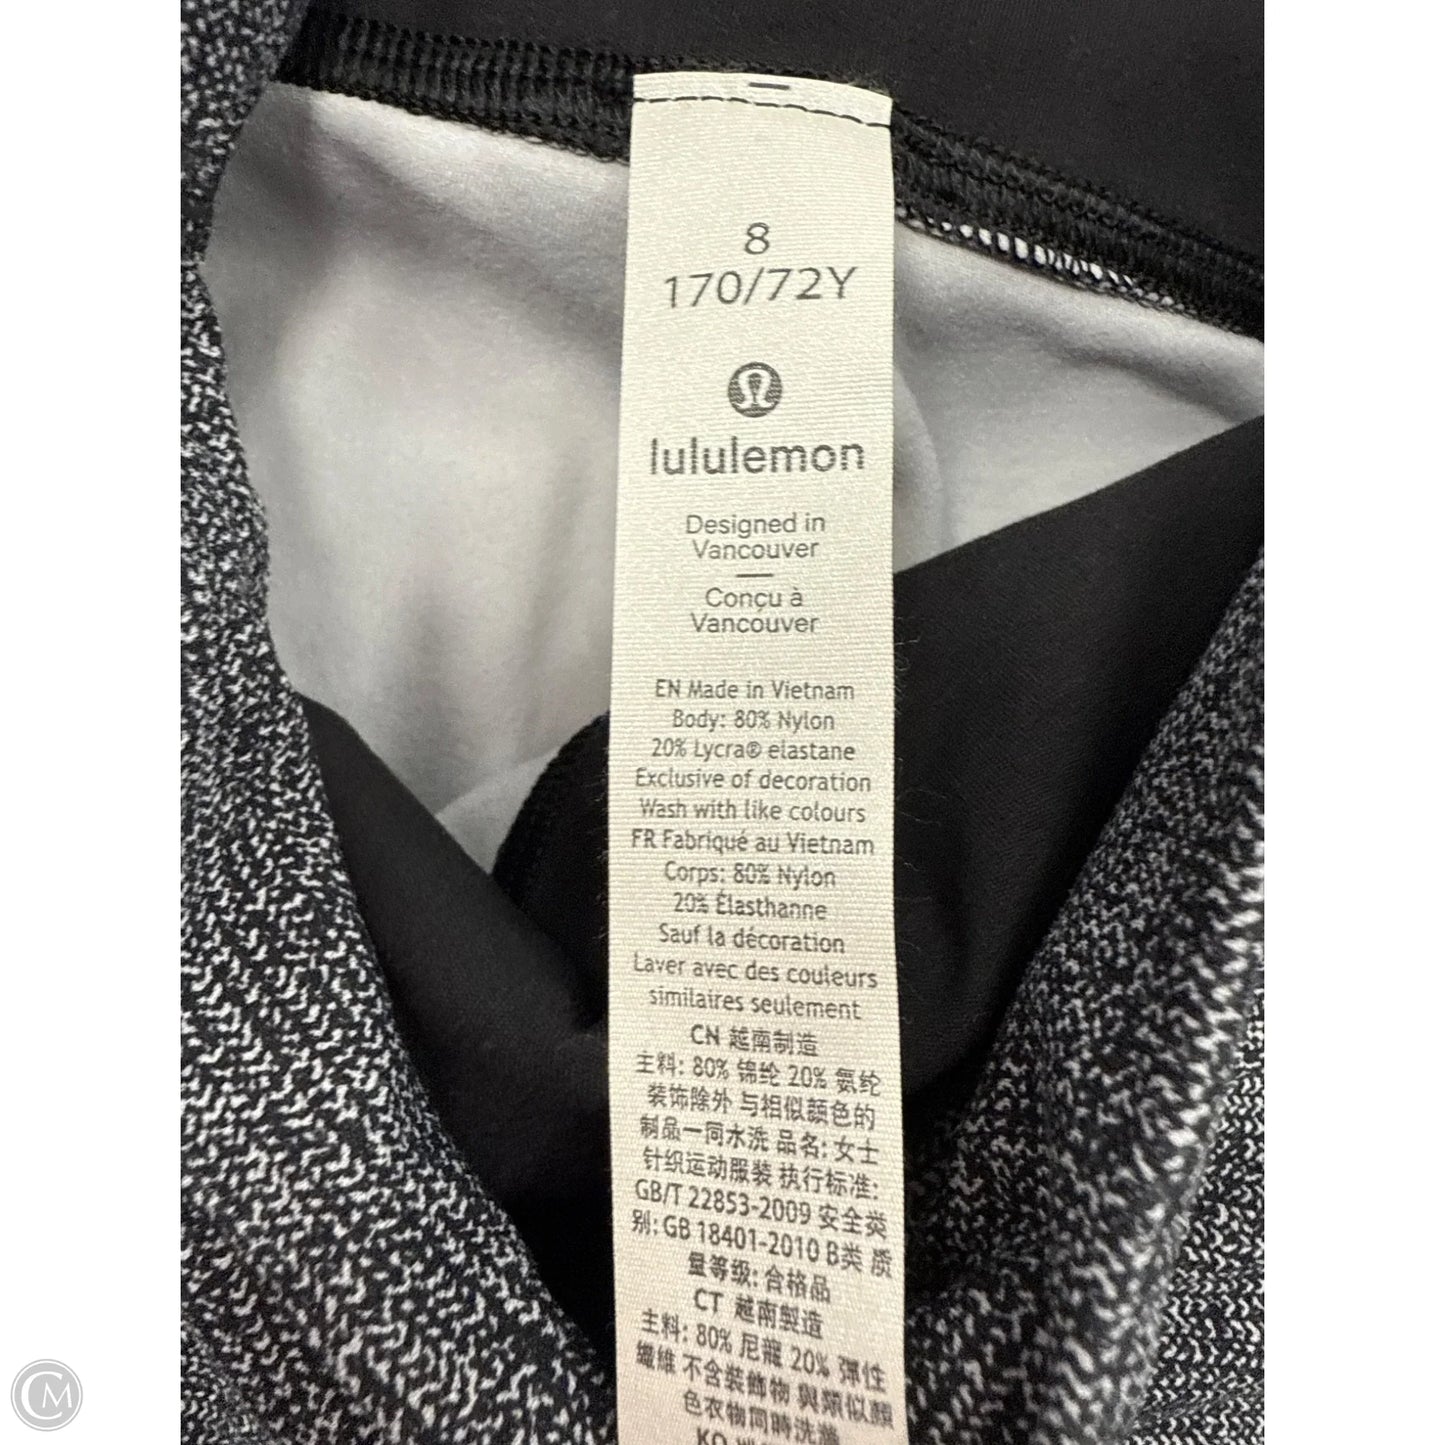 8
170/72Y
lululemon
Designed in
Vancouver
Conçu à
Vancouver
EN Made in Vietnam
Body: 80% Nylon
20% Lycra® elastane
Exclusive of decoration
Wash with like colours
FR Fabriqué au Vietnam
Corps: 80% Nylon
20% Élasthanne
Sauf la décoration
Laver avec des couleurs
similaires seulement
CN 越南制造
主料: 80% 锦纶 20% 氨纶
装饰除外 与相似颜色的
制品一同水洗 品名: 女士
针织运动服装 执行标准:
GB/T 22853-2009 安全类
别: GB 18401-2010 B类 质
量等级: 合格品
CT 越南製造
主料: 80% 尼龍 20% 彈性
纖維 不含裝飾物 與類似顏
色衣物同時洗滌
KO
CM